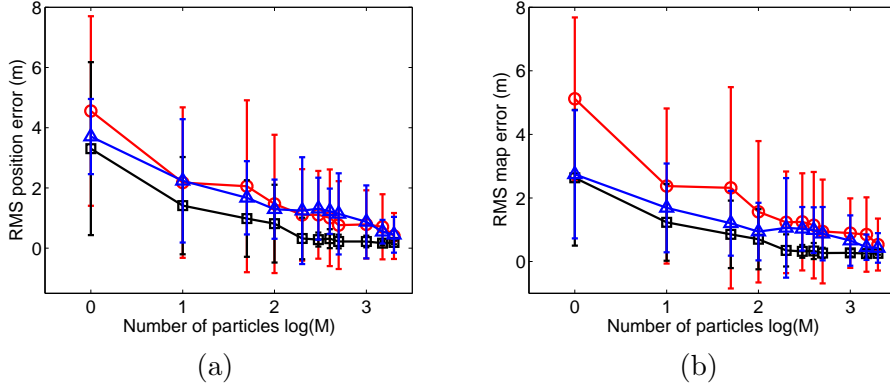 8
6
4
2
0
RMS position error (m)
0 1 2 3
Number of particles log(M)
(a)
8
6
4
2
0
RMS map error (m)
0 1 2 3
Number of particles log(M)
(b)